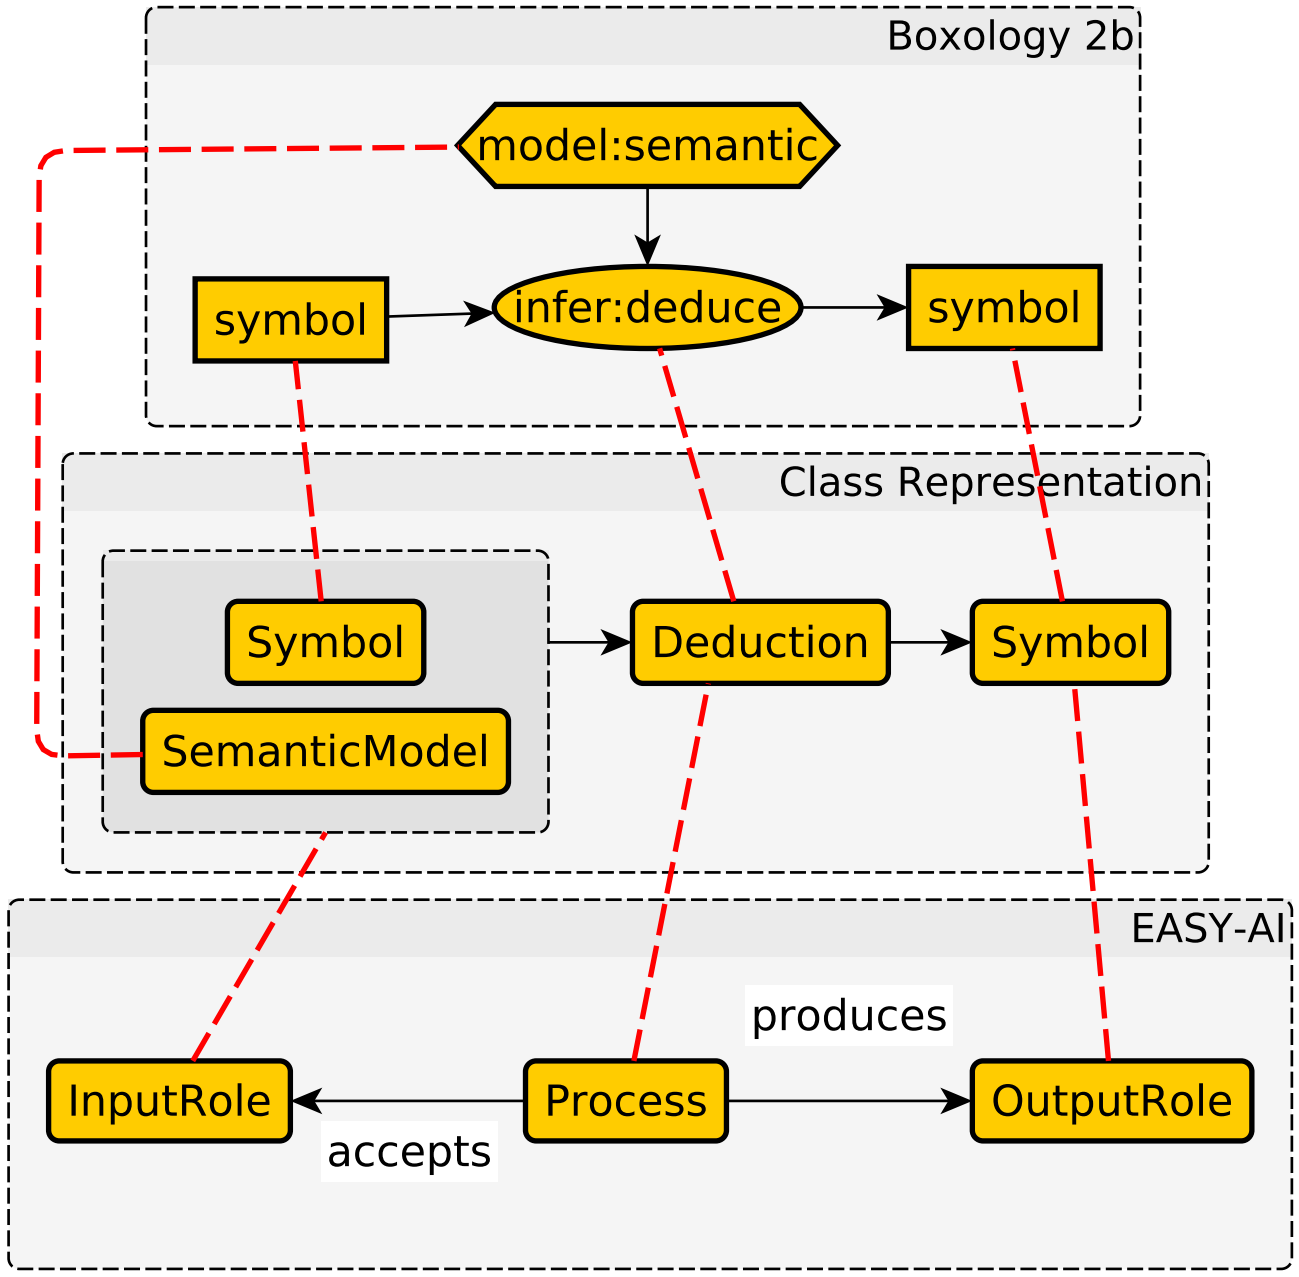 Boxology 2b
model:semantic
symbol
infer:deduce
symbol
Class Representation
Symbol
Deduction
Symbol
SemanticModel
EASY-AI
produces
InputRole
Process
OutputRole
accepts